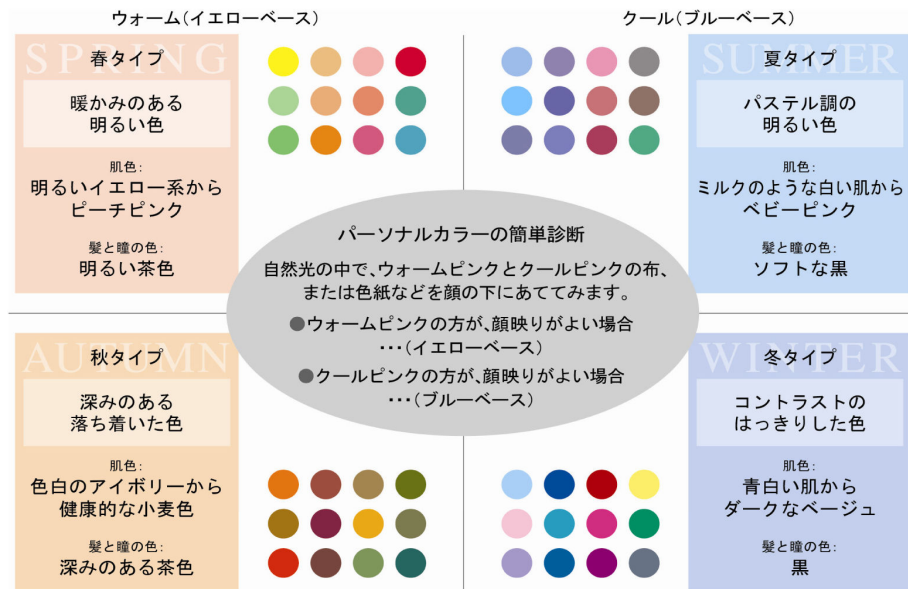 ウォーム(イエローベース)
クール(ブルーベース)
SPRING
春タイプ
暖かみのある
明るい色
肌色:
明るいイエロー系から
ピーチピンク
髪と瞳の色:
明るい茶色
SUMMER
夏タイプ
パステル調の
明るい色
肌色:
ミルクのような白い肌から
ベビーピンク
髪と瞳の色:
ソフトな黒
パーソナルカラーの簡単診断
自然光の中で、ウォームピンクとクールピンクの布、
または色紙などを顔の下にあててみます。
●ウォームピンクの方が、顔映りがよい場合
・・・(イエローベース)
●クールピンクの方が、顔映りがよい場合
・・・(ブルーベース)
AUTUMN
秋タイプ
深みのある
落ち着いた色
肌色:
色白のアイボリーから
健康的な小麦色
髪と瞳の色:
深みのある茶色
WINTER
冬タイプ
コントラストの
はっきりした色
肌色:
青白い肌から
ダークなベージュ
髪と瞳の色:
黒